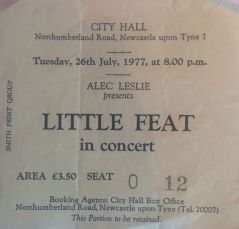 CITY HALL
Northumberland Road, Newcastle upon Tyne 1
Tuesday, 26th July, 1977, at 8.00 p.m.
ALEC LESLIE
presents
LITTLE FEAT
in concert
AREA £3.50 SEAT O 12
Booking Agents: City Hall Box Office
Northumberland Road, Newcastle upon Tyne (Tel. 20007)
This Portion to be retained.
SMITH PRINT GROUP